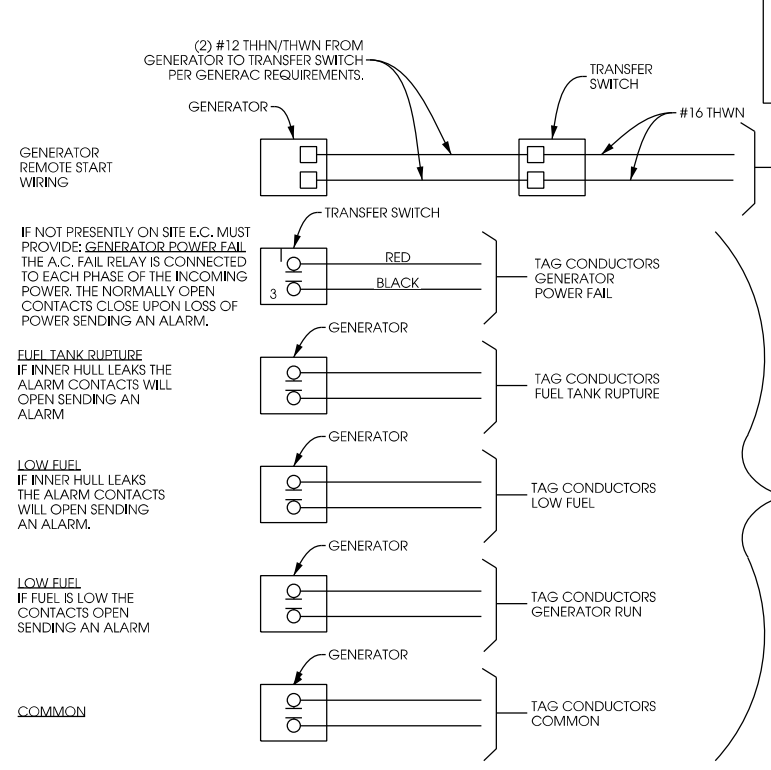 (2) #12 THHN/THWN FROM
GENERATOR TO TRANSFER SWITCH
PER GENERAC REQUIREMENTS.
TRANSFER
SWITCH
GENERATOR
#16 THWN
GENERATOR
REMOTE START
WIRING
TRANSFER SWITCH
IF NOT PRESENTLY ON SITE E.C. MUST
PROVIDE: GENERATOR POWER FAIL
THE A.C. FAIL RELAY IS CONNECTED
TO EACH PHASE OF THE INCOMING
POWER. THE NORMALLY OPEN
CONTACTS CLOSE UPON LOSS OF
POWER SENDING AN ALARM.
1
3
RED
BLACK
TAG CONDUCTORS
GENERATOR
POWER FAIL
GENERATOR
FUEL TANK RUPTURE
IF INNER HULL LEAKS THE
ALARM CONTACTS WILL
OPEN SENDING AN
ALARM
TAG CONDUCTORS
FUEL TANK RUPTURE
GENERATOR
LOW FUEL
IF INNER HULL LEAKS
THE ALARM CONTACTS
WILL OPEN SENDING
AN ALARM.
TAG CONDUCTORS
LOW FUEL
GENERATOR
LOW FUEL
IF FUEL IS LOW THE
CONTACTS OPEN
SENDING AN ALARM
TAG CONDUCTORS
GENERATOR RUN
GENERATOR
COMMON
TAG CONDUCTORS
COMMON